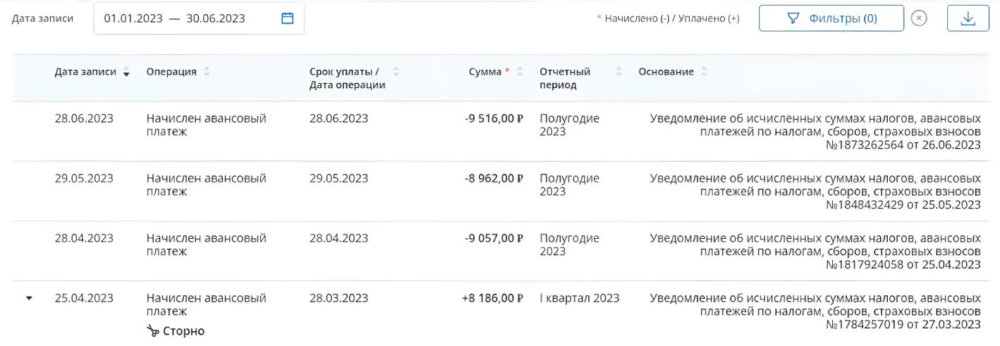 Дата записи 01.01.2023 — 30.06.2023 * Начислено (-) / Уплачено (+) Фильтры (0)
Дата записи Операция Срок уплаты / Сумма * Отчетный Основание
Дата операции период
28.06.2023 Начислен авансовый 28.06.2023 -9 516,00 ₽ Полугодие Уведомление об исчисленных суммах налогов, авансовых
платеж 2023 платежей по налогам, сборов, страховых взносов
№1873262564 от 26.06.2023
29.05.2023 Начислен авансовый 29.05.2023 -8 962,00 ₽ Полугодие Уведомление об исчисленных суммах налогов, авансовых
платеж 2023 платежей по налогам, сборов, страховых взносов
№1848432429 от 25.05.2023
28.04.2023 Начислен авансовый 28.04.2023 -9 057,00 ₽ Полугодие Уведомление об исчисленных суммах налогов, авансовых
платеж 2023 платежей по налогам, сборов, страховых взносов
№1817924058 от 25.04.2023
25.04.2023 Начислен авансовый 28.03.2023 +8 186,00 ₽ I квартал 2023 Уведомление об исчисленных суммах налогов, авансовых
платеж платежей по налогам, сборов, страховых взносов
Сторно №1784257019 от 27.03.2023